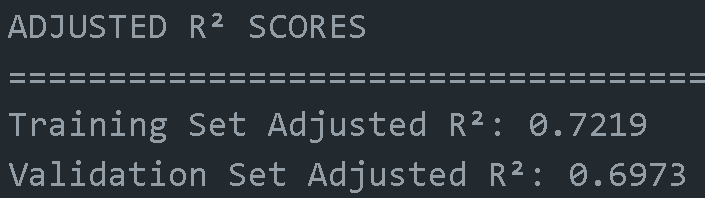 ADJUSTED R² SCORES
===================================
Training Set Adjusted R²: 0.7219
Validation Set Adjusted R²: 0.6973